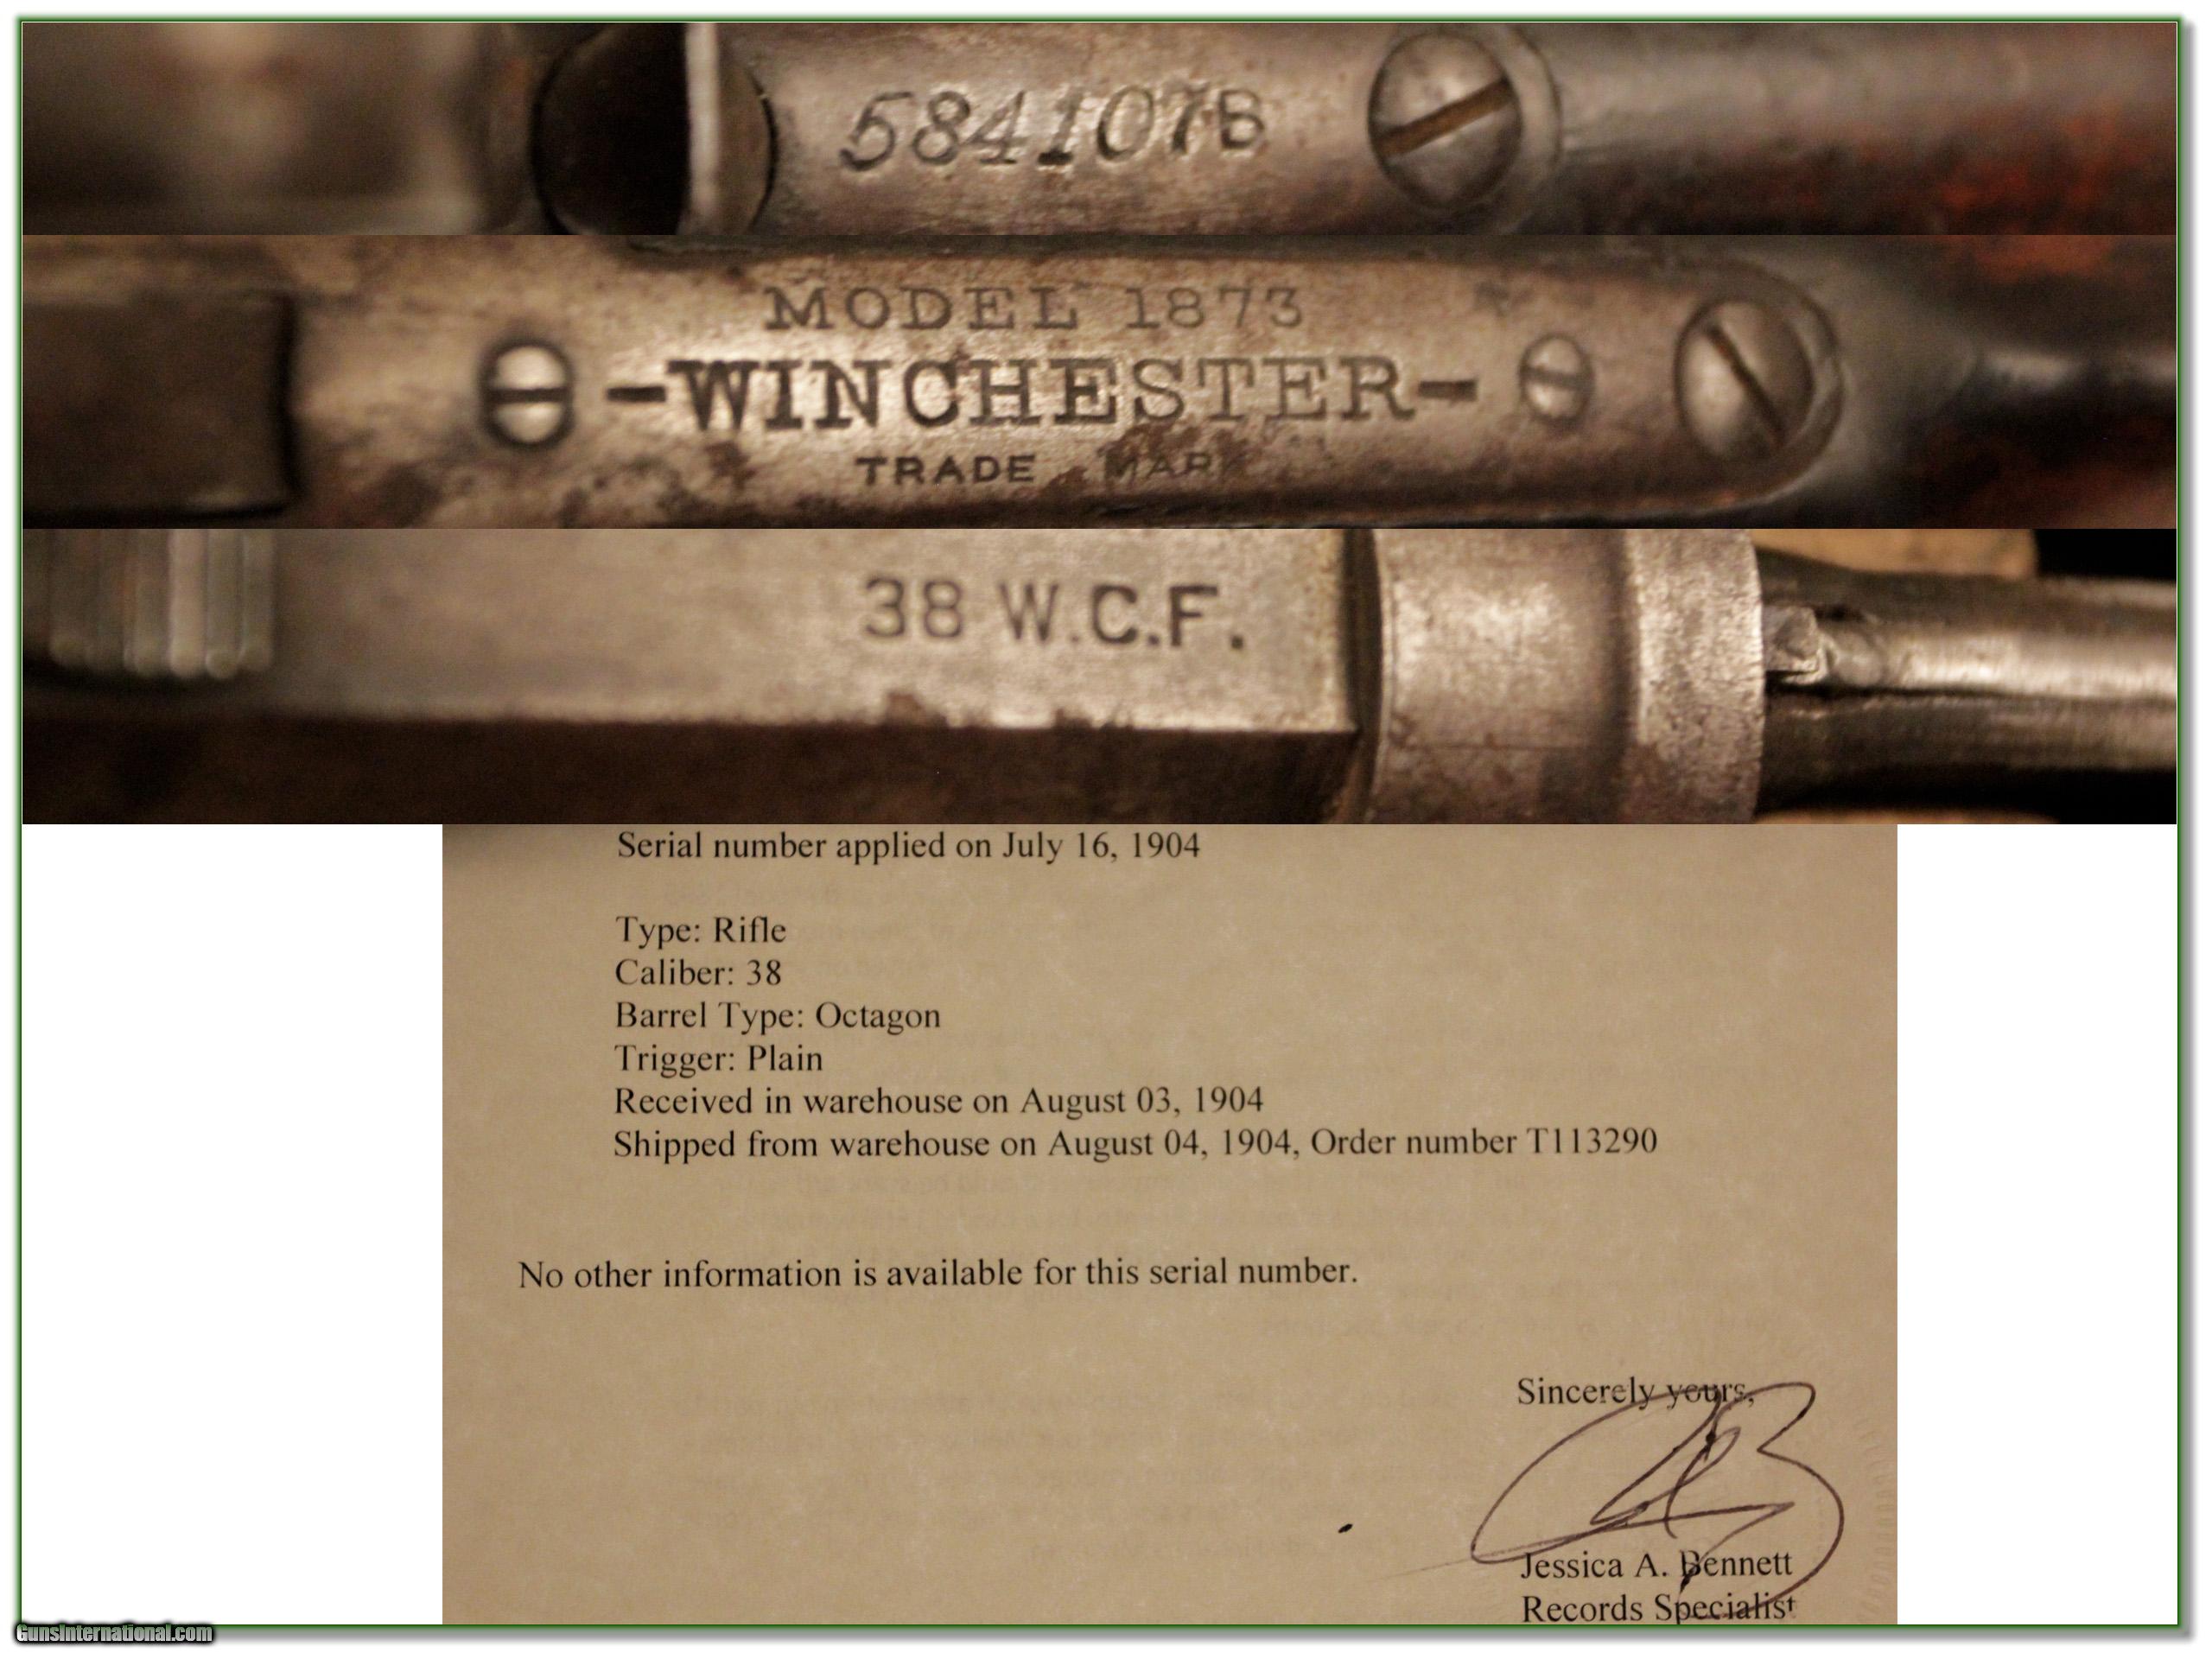 584107B
MODEL 1873
-WINCHESTER-
TRADE MARK
38 W.C.F.
Serial number applied on July 16, 1904
Type: Rifle
Caliber: 38
Barrel Type: Octagon
Trigger: Plain
Received in warehouse on August 03, 1904
Shipped from warehouse on August 04, 1904, Order number T113290
No other information is available for this serial number.
Sincerely yours,
Jessica A. Bennett
Records Specialist
GunsInternational.com